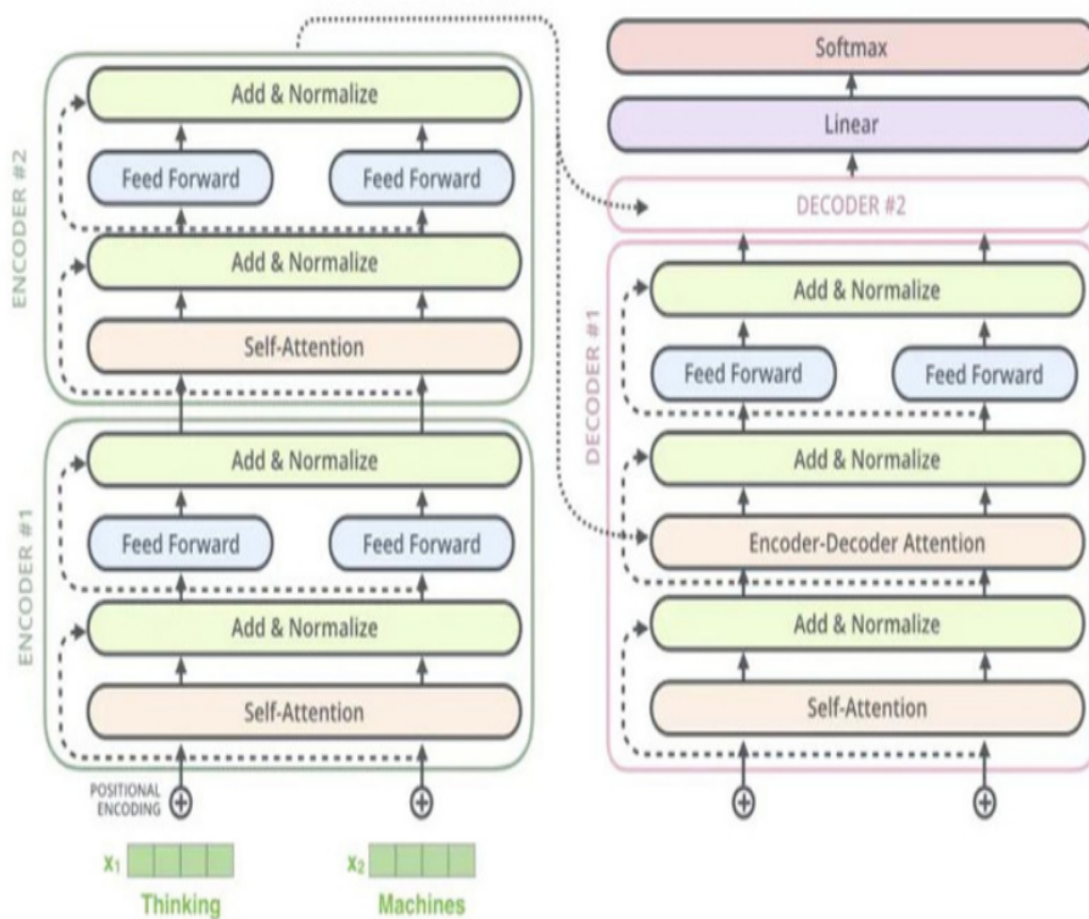 ENCODER #2
Add & Normalize
Feed Forward
Feed Forward
Add & Normalize
Self-Attention
ENCODER #1
Add & Normalize
Feed Forward
Feed Forward
Add & Normalize
Self-Attention
POSITIONAL
ENCODING
x₁
x₂
Thinking
Machines
Softmax
Linear
DECODER #2
DECODER #1
Add & Normalize
Feed Forward
Feed Forward
Add & Normalize
Encoder-Decoder Attention
Add & Normalize
Self-Attention